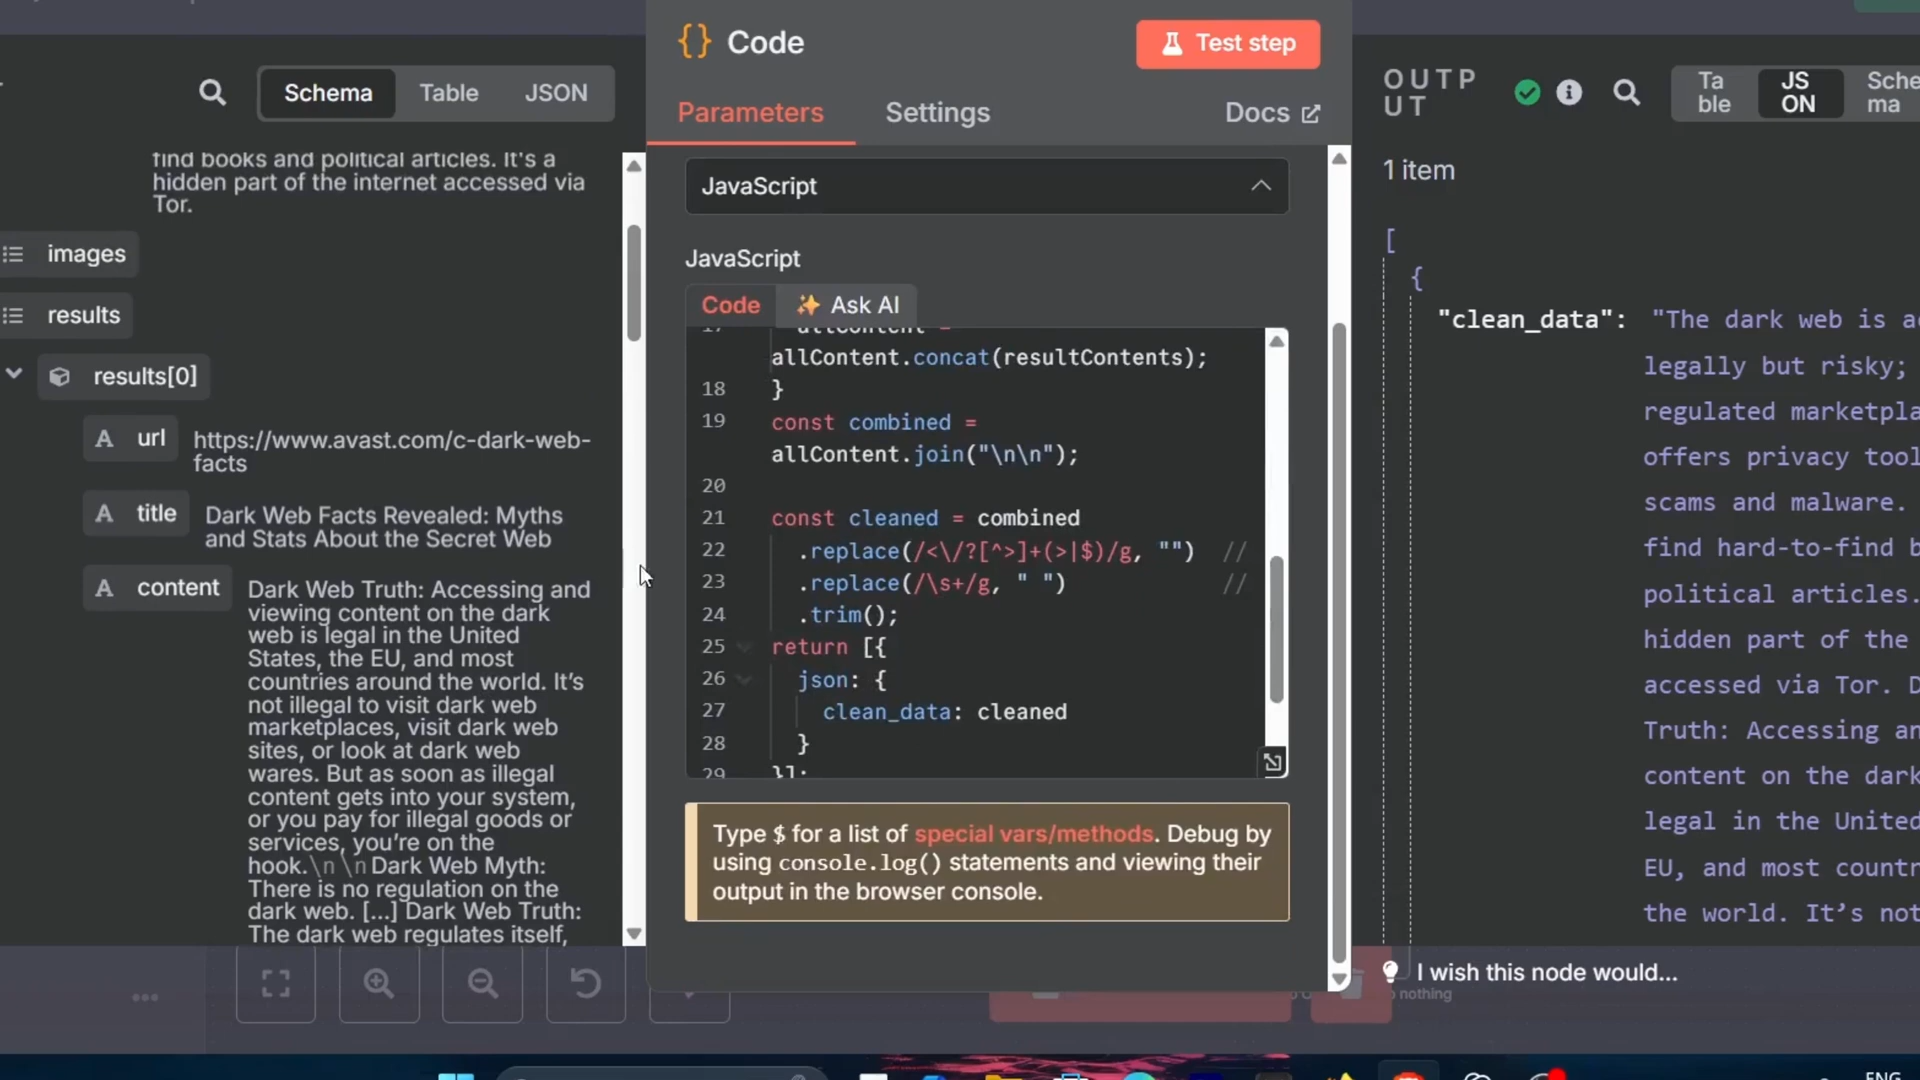 Schema
Table
JSON
find books and political articles. It's a
hidden part of the internet accessed via
Tor.
images
results
results[0]
A url https://www.avast.com/c-dark-web-
facts
A title Dark Web Facts Revealed: Myths
and Stats About the Secret Web
A content Dark Web Truth: Accessing and
viewing content on the dark
web is legal in the United
States, the EU, and most
countries around the world. It’s
not illegal to visit dark web
marketplaces, visit dark web
sites, or look at dark web
wares. But as soon as illegal
content gets into your system,
or you pay for illegal goods or
services, you’re on the
hook.\n \n Dark Web Myth:
There is no regulation on the
dark web. [...] Dark Web Truth:
The dark web regulates itself,
{} Code
Test step
Parameters
Settings
Docs
JavaScript
JavaScript
Code
Ask AI
17 allContent =
allContent.concat(resultContents);
18 }
19 const combined =
allContent.join("\n\n");
20
21 const cleaned = combined
22 .replace(/<\/?[^>]+(>|$)/g, "") //
23 .replace(/\s+/g, " ") //
24 .trim();
25 return [{
26 json: {
27 clean_data: cleaned
28 }
29 }];
Type $ for a list of special vars/methods. Debug by
using console.log() statements and viewing their
output in the browser console.
OUTP
UT
Ta
ble
JS
ON
Sche
ma
1 item
[
{
"clean_data": "The dark web is a
legally but risky;
regulated marketpla
offers privacy tool
scams and malware.
find hard-to-find b
political articles.
hidden part of the
accessed via Tor. D
Truth: Accessing an
content on the dark
legal in the United
EU, and most countr
the world. It’s not
I wish this node would...
nothing
ENG